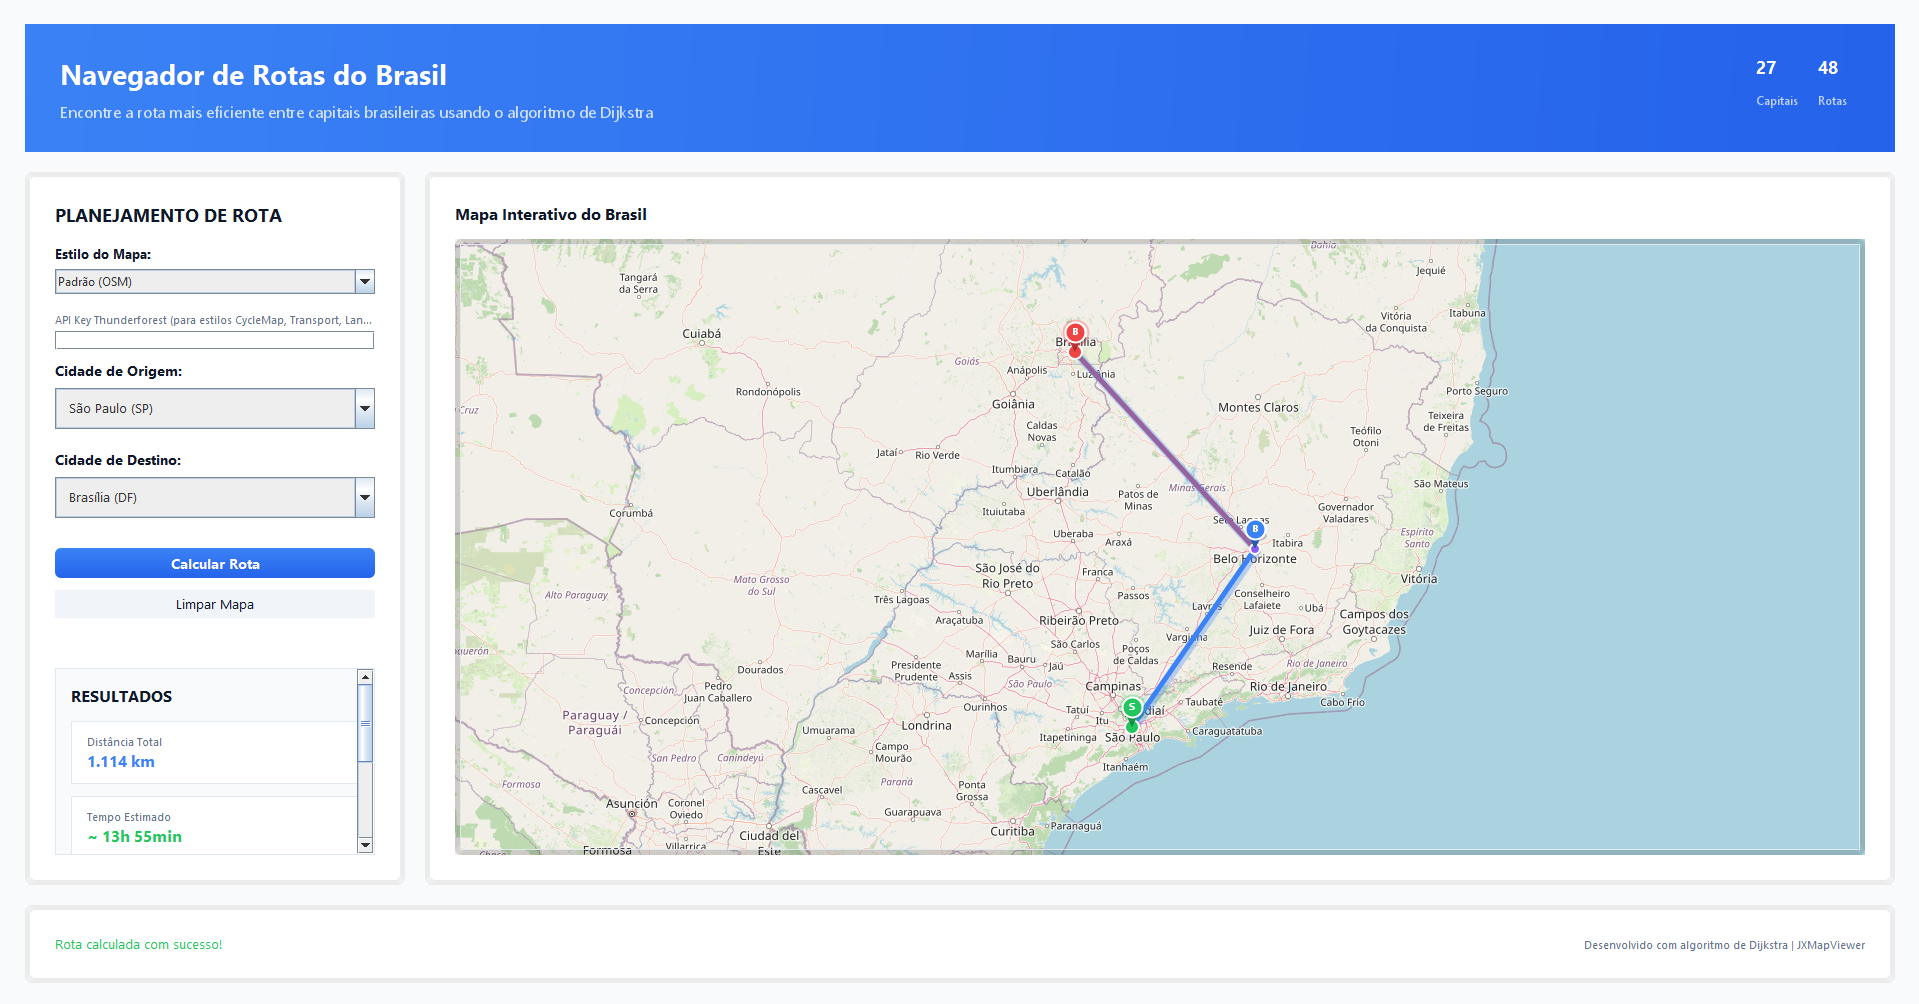 Navegador de Rotas do Brasil
Encontre a rota mais eficiente entre capitais brasileiras usando o algoritmo de Dijkstra
27
Capitais
48
Rotas
PLANEJAMENTO DE ROTA
Estilo do Mapa:
Padrão (OSM)
API Key Thunderforest (para estilos CycleMap, Transport, Lan...
Cidade de Origem:
São Paulo (SP)
Cidade de Destino:
Brasília (DF)
Calcular Rota
Limpar Mapa
RESULTADOS
Distância Total
1.114 km
Tempo Estimado
~ 13h 55min
Mapa Interativo do Brasil
Bahia
Jequié
Tangará
da Serra
Vitória
da Conquista
Itabuna
Cuiabá
B
Goiás
Anápolis
Luziânia
Rondonópolis
Porto Seguro
Cruz
Goiânia
Montes Claros
Teixeira
de Freitas
Caldas
Novas
Teófilo
Otoni
Jataí
Rio Verde
Itumbiara
Catalão
Uberlândia
Patos de
Minas
Minas Gerais
São Mateus
Corumbá
Ituiutaba
Governador
Valadares
B
Sete Lagoas
Uberaba
Araxá
Itabira
Espírito
Santo
Belo Horizonte
São José do
Rio Preto
Franca
Mato Grosso
do Sul
Vitória
Alto Paraguay
Três Lagoas
Passos
Conselheiro
Lafaiete
Lavras
Ubá
Campos dos
Goytacazes
Araçatuba
Ribeirão Preto
Varginha
Juiz de Fora
São Carlos
Poços
de Caldas
Marília
Bauru
Jaú
Presidente
Prudente
Assis
Resende
Rio de Janeiro
Dourados
São Paulo
Campinas
Rio de Janeiro
Concepción
Pedro
Juan Caballero
Ourinhos
Tatuí
S
Taubaté
Cabo Frio
Paraguay /
Paraguái
Concepción
Londrina
Itu
Umuarama
Itapetininga
São Paulo
Caraguatatuba
Campo
Mourão
San Pedro
Canindeyú
Itanhaém
Formosa
Paraná
Ponta
Grossa
Cascavel
Asunción
Coronel
Oviedo
Guarapuava
Curitiba
Paranaguá
Ciudad del
Este
Villarrica
Formosa
Rota calculada com sucesso!
Desenvolvido com algoritmo de Dijkstra | JXMapViewer